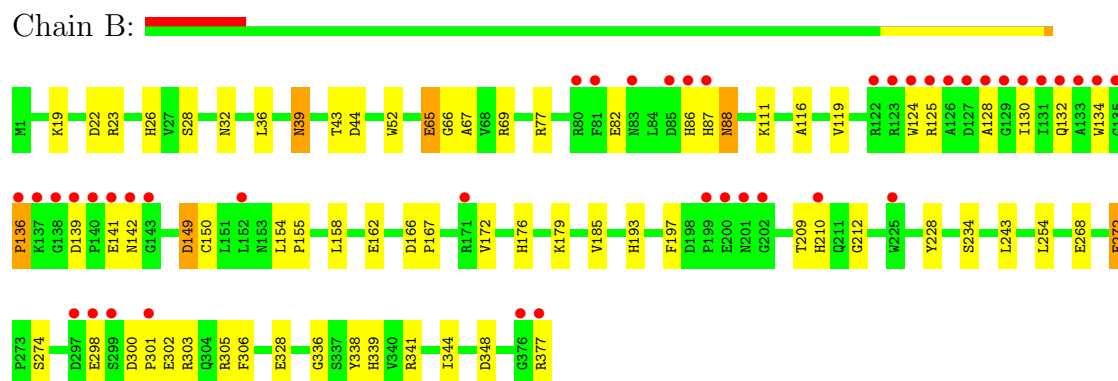 Chain B:
M1 K19 D22 R23 H26 V27 S28 N32 L36 N39 T43 D44 W52 E65 G66 A67 V68 R69 R77 R80 F81 E82 N83 L84 D85 H86 H87 N88 K111 A116 V119 R122 R123 W124 R125 A126 D127 A128 G129 I130 I131 Q132 A133 W134 G135
P136 K137 G138 D139 P140 E141 N142 G143 D149 C150 L151 L152 N153 L154 P155 L158 E162 D166 P167 R171 V172 H176 K179 V185 H193 F197 D198 P199 E200 N201 G202 T209 H210 Q211 G212 W225 Y228 S234 L243 L254 E268
P273 S274 D297 E298 S299 D300 P301 E302 R303 Q304 R305 F306 E328 G336 S337 Y338 H339 V340 R341 I344 D348 G376 R377